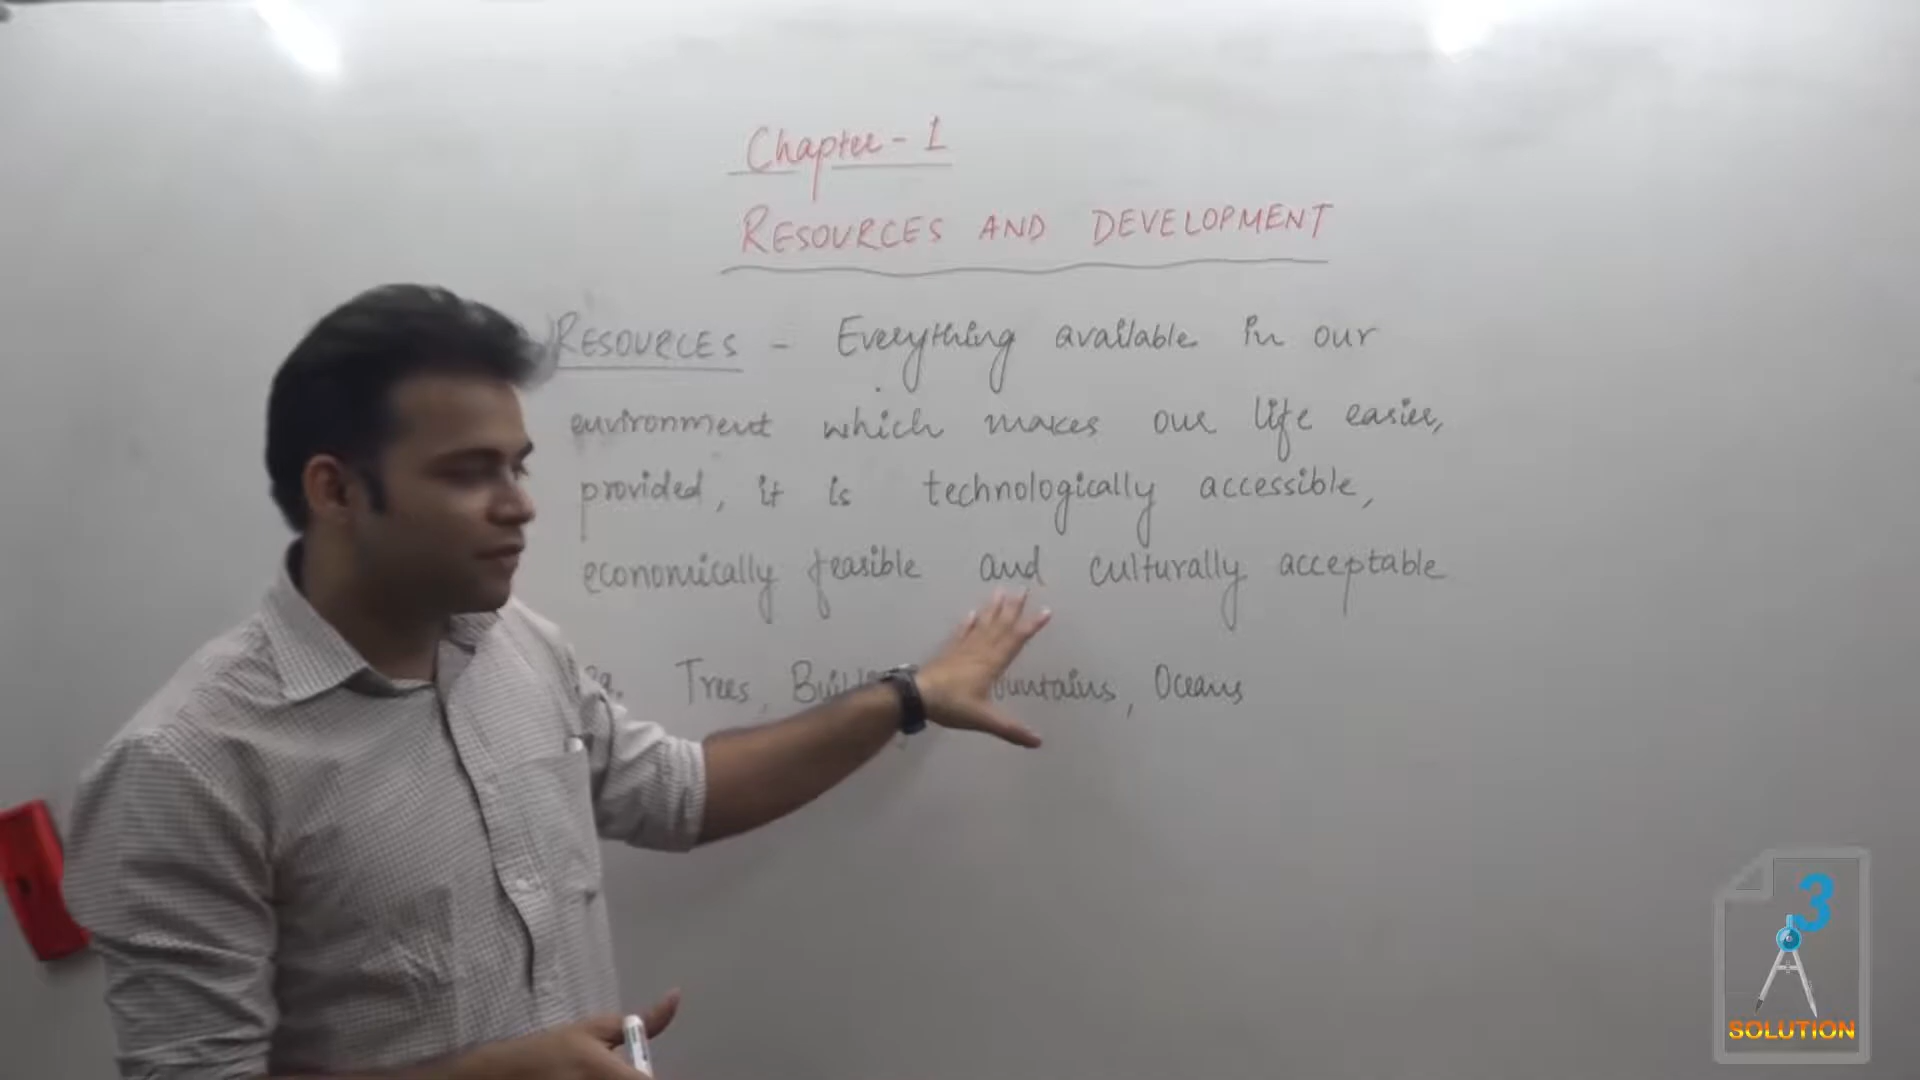 Chapter - 1
RESOURCES AND DEVELOPMENT
RESOURCES - Everything available in our
environment which makes our life easier,
provided, it is technologically accessible,
economically feasible and culturally acceptable
Trees, Oceans
3
SOLUTION